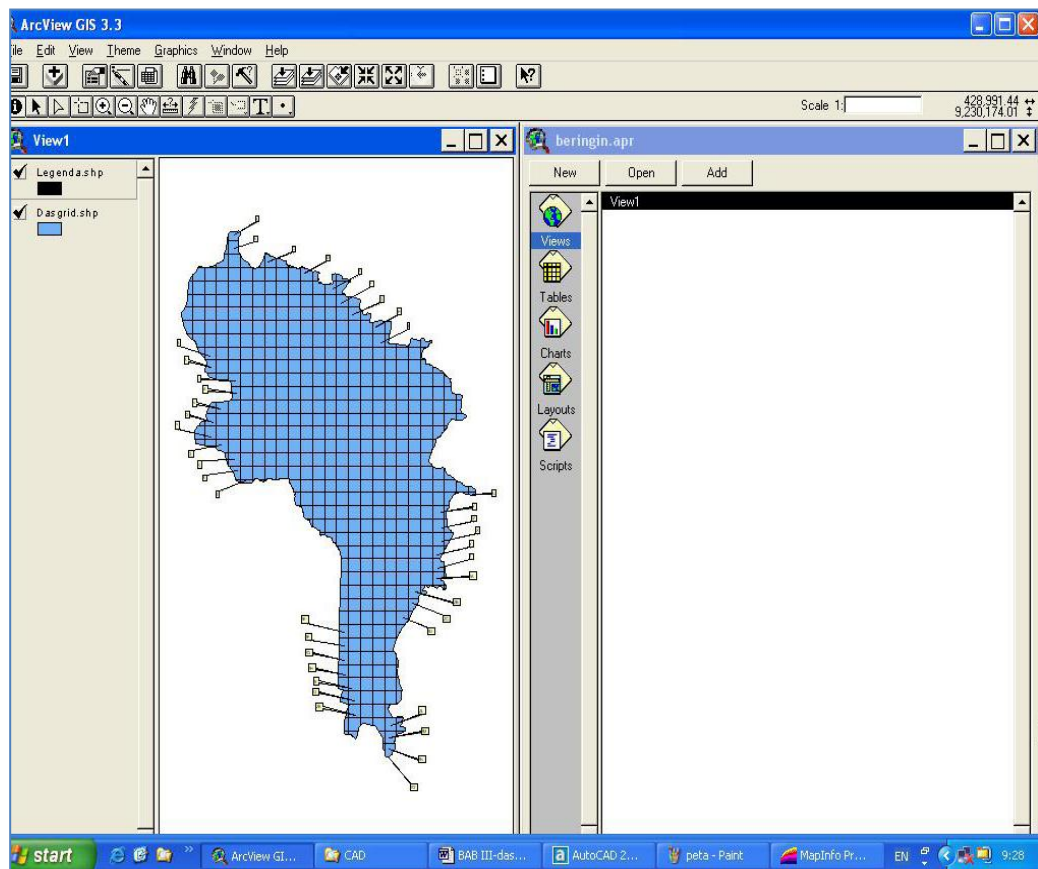 ArcView GIS 3.3
File Edit View Theme Graphics Window Help
Scale 1:
428,991.44
9,230,174.01
View1
beringin.apr
Legenda.shp
Dasgrid.shp
New Open Add
View1
Views
Tables
Charts
Layouts
Scripts
start ArcView GI... CAD BAB III-das... AutoCAD 2... peta - Paint MapInfo Pr... EN 9:28